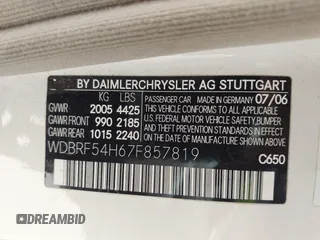 BY DAIMLERCHRYSLER AG STUTTGART
KG LBS MADE IN GERMANY 07/06
GVWR 2005 4425
GAWR FRONT 990 2185
GAWR REAR 1015 2240
THIS VEHICLE CONFORMS TO ALL APPLICABLE U.S. FEDERAL MOTOR VEHICLE SAFETY, BUMPER, AND THEFT PREVENTION STANDARDS IN EFFECT ON THE DATE OF MANUFACTURE SHOWN ABOVE.
WDBRF54H67F857819 PASSENGER CAR
C650
DREAMBID
DREAMBID